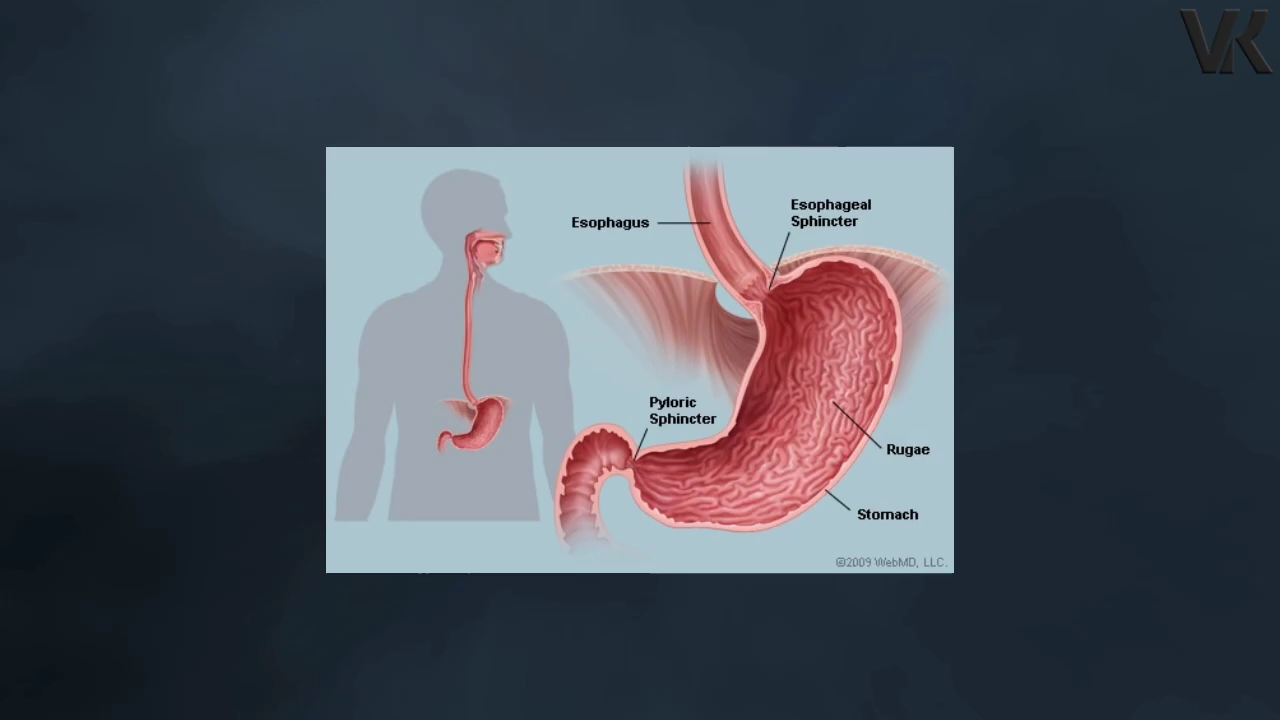 VK
Esophageal
Sphincter
Esophagus
Pyloric
Sphincter
Rugae
Stomach
©2009 WebMD, LLC.